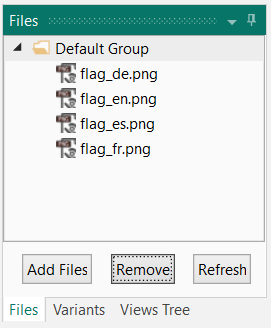 Files
Default Group
flag_de.png
flag_en.png
flag_es.png
flag_fr.png
Add Files Remove Refresh
Files Variants Views Tree